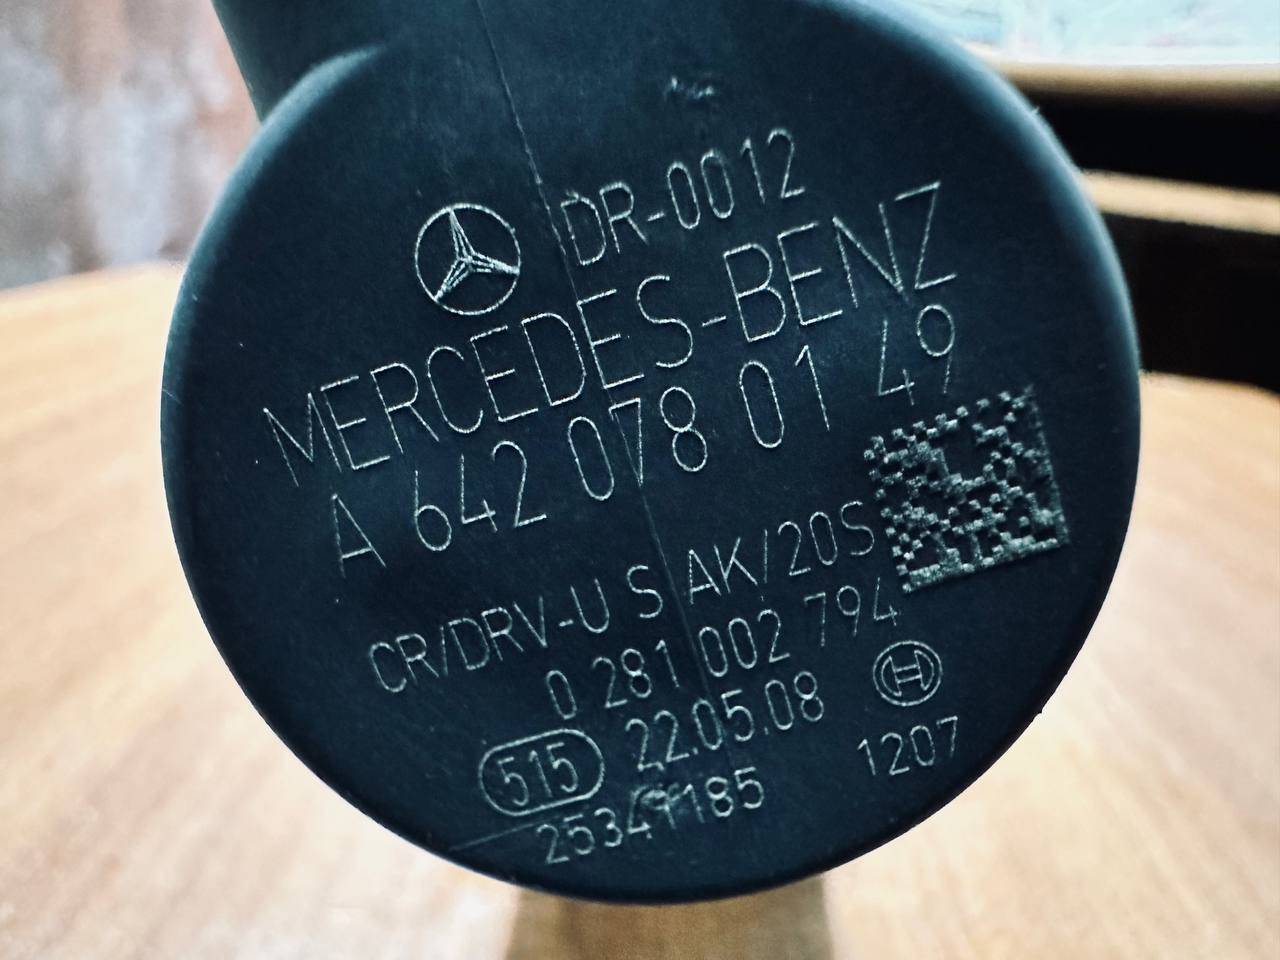 DR-0012
MERCEDES-BENZ
A 642 078 01 49
CR/DRV-U S AK/20S
0 281 002 794
515 22.05.08
25341185 1207